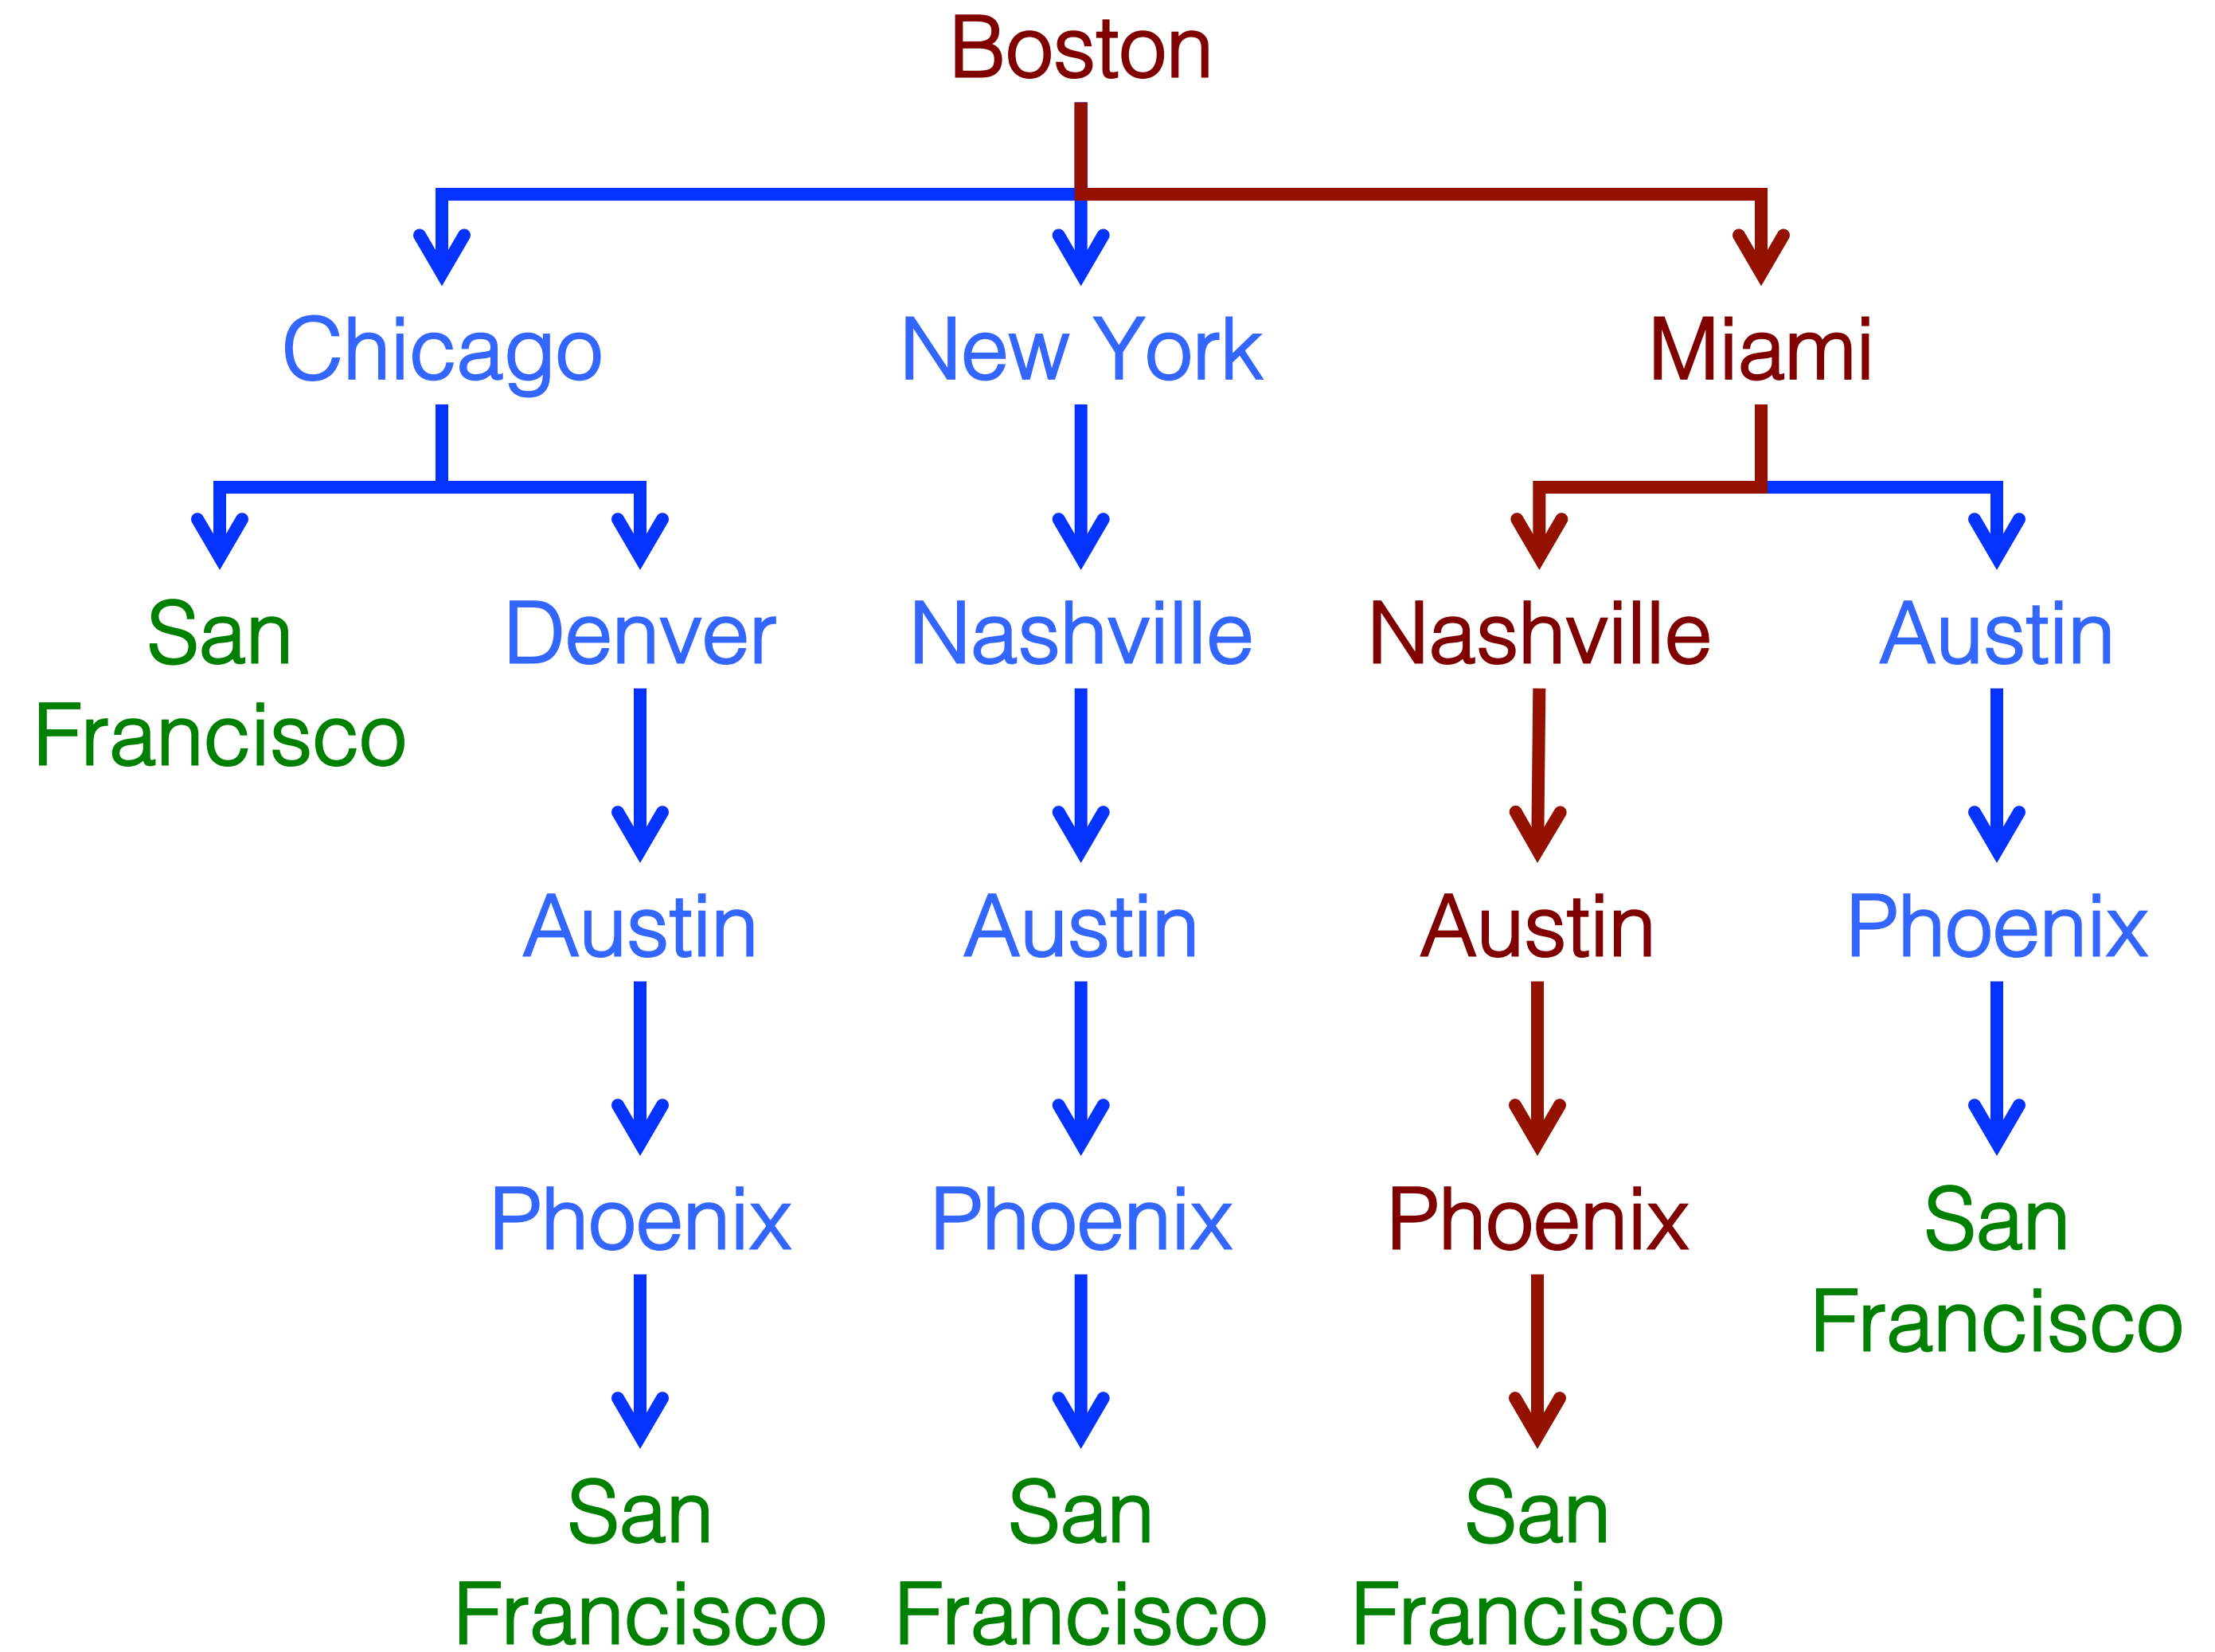 Boston
Chicago
New York
Miami
San
Francisco
Denver
Nashville
Nashville
Austin
Austin
Austin
Austin
Phoenix
Phoenix
Phoenix
Phoenix
San
Francisco
San
Francisco
San
Francisco
San
Francisco